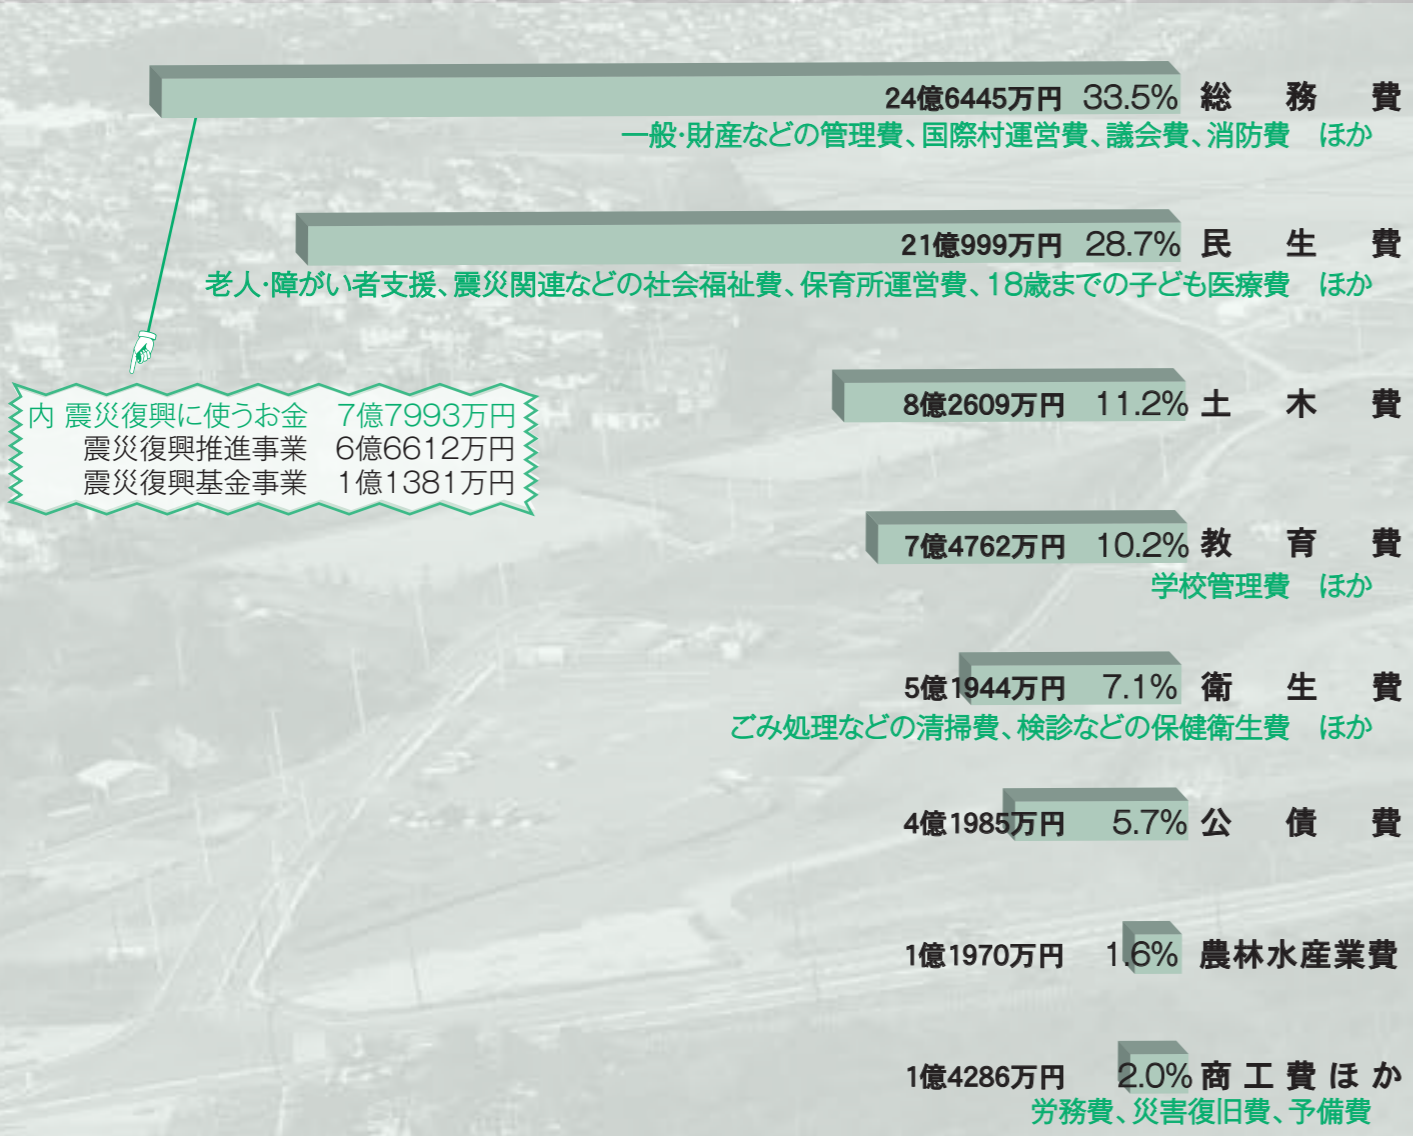 24億6445万円 33.5% 総務費
一般・財産などの管理費、国際村運営費、議会費、消防費 ほか
21億999万円 28.7% 民生費
老人・障がい者支援、震災関連などの社会福祉費、保育所運営費、18歳までの子ども医療費 ほか
内 震災復興に使うお金 7億7993万円
震災復興推進事業 6億6612万円
震災復興基金事業 1億1381万円
8億2609万円 11.2% 土木費
7億4762万円 10.2% 教育費
学校管理費 ほか
5億1944万円 7.1% 衛生費
ごみ処理などの清掃費、検診などの保健衛生費 ほか
4億1985万円 5.7% 公債費
1億1970万円 1.6% 農林水産業費
1億4286万円 2.0% 商工費ほか
労務費、災害復旧費、予備費